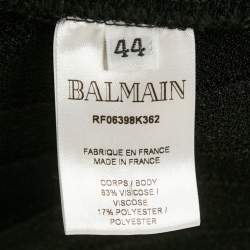 44
BALMAIN
RF06398K362
FABRIQUE EN FRANCE
MADE IN FRANCE
CORPS / BODY
83% VISCOSE /
VISCOSE
17% POLYESTER /
POLYESTER